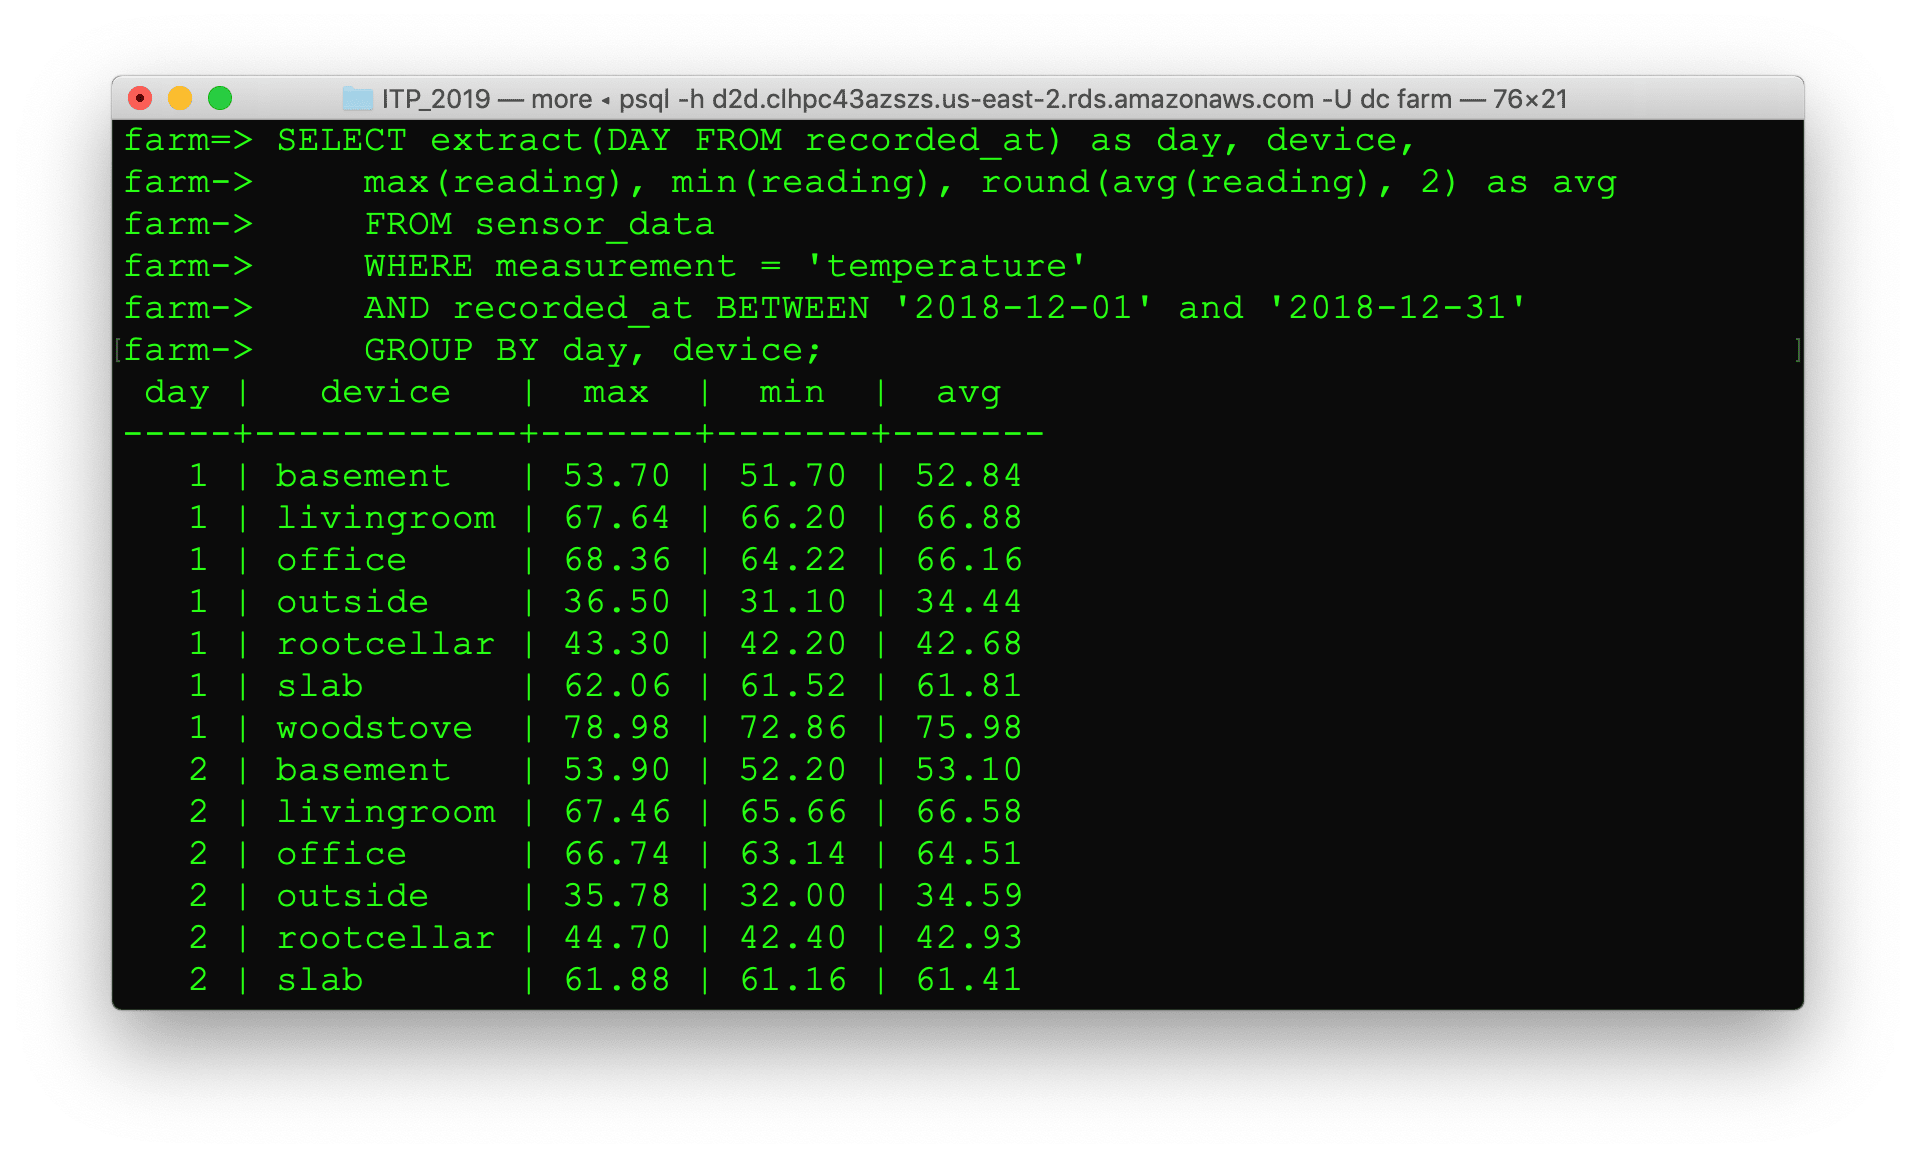 ITP_2019 — more ◂ psql -h d2d.clhpc43azszs.us-east-2.rds.amazonaws.com -U dc farm — 76×21
farm=> SELECT extract(DAY FROM recorded_at) as day, device,
farm->     max(reading), min(reading), round(avg(reading), 2) as avg
farm->     FROM sensor_data
farm->     WHERE measurement = 'temperature'
farm->     AND recorded_at BETWEEN '2018-12-01' and '2018-12-31'
[farm->     GROUP BY day, device;                                            ]
 day |   device   |  max  |  min  |  avg
-----+------------+-------+-------+-------
   1 | basement   | 53.70 | 51.70 | 52.84
   1 | livingroom | 67.64 | 66.20 | 66.88
   1 | office     | 68.36 | 64.22 | 66.16
   1 | outside    | 36.50 | 31.10 | 34.44
   1 | rootcellar | 43.30 | 42.20 | 42.68
   1 | slab       | 62.06 | 61.52 | 61.81
   1 | woodstove  | 78.98 | 72.86 | 75.98
   2 | basement   | 53.90 | 52.20 | 53.10
   2 | livingroom | 67.46 | 65.66 | 66.58
   2 | office     | 66.74 | 63.14 | 64.51
   2 | outside    | 35.78 | 32.00 | 34.59
   2 | rootcellar | 44.70 | 42.40 | 42.93
   2 | slab       | 61.88 | 61.16 | 61.41